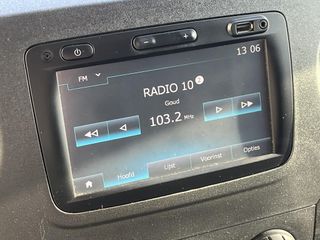 13 06
FM
RADIO 10
Goud
103.2 MHz
Hoofd
Lijst
Voorinst
Opties